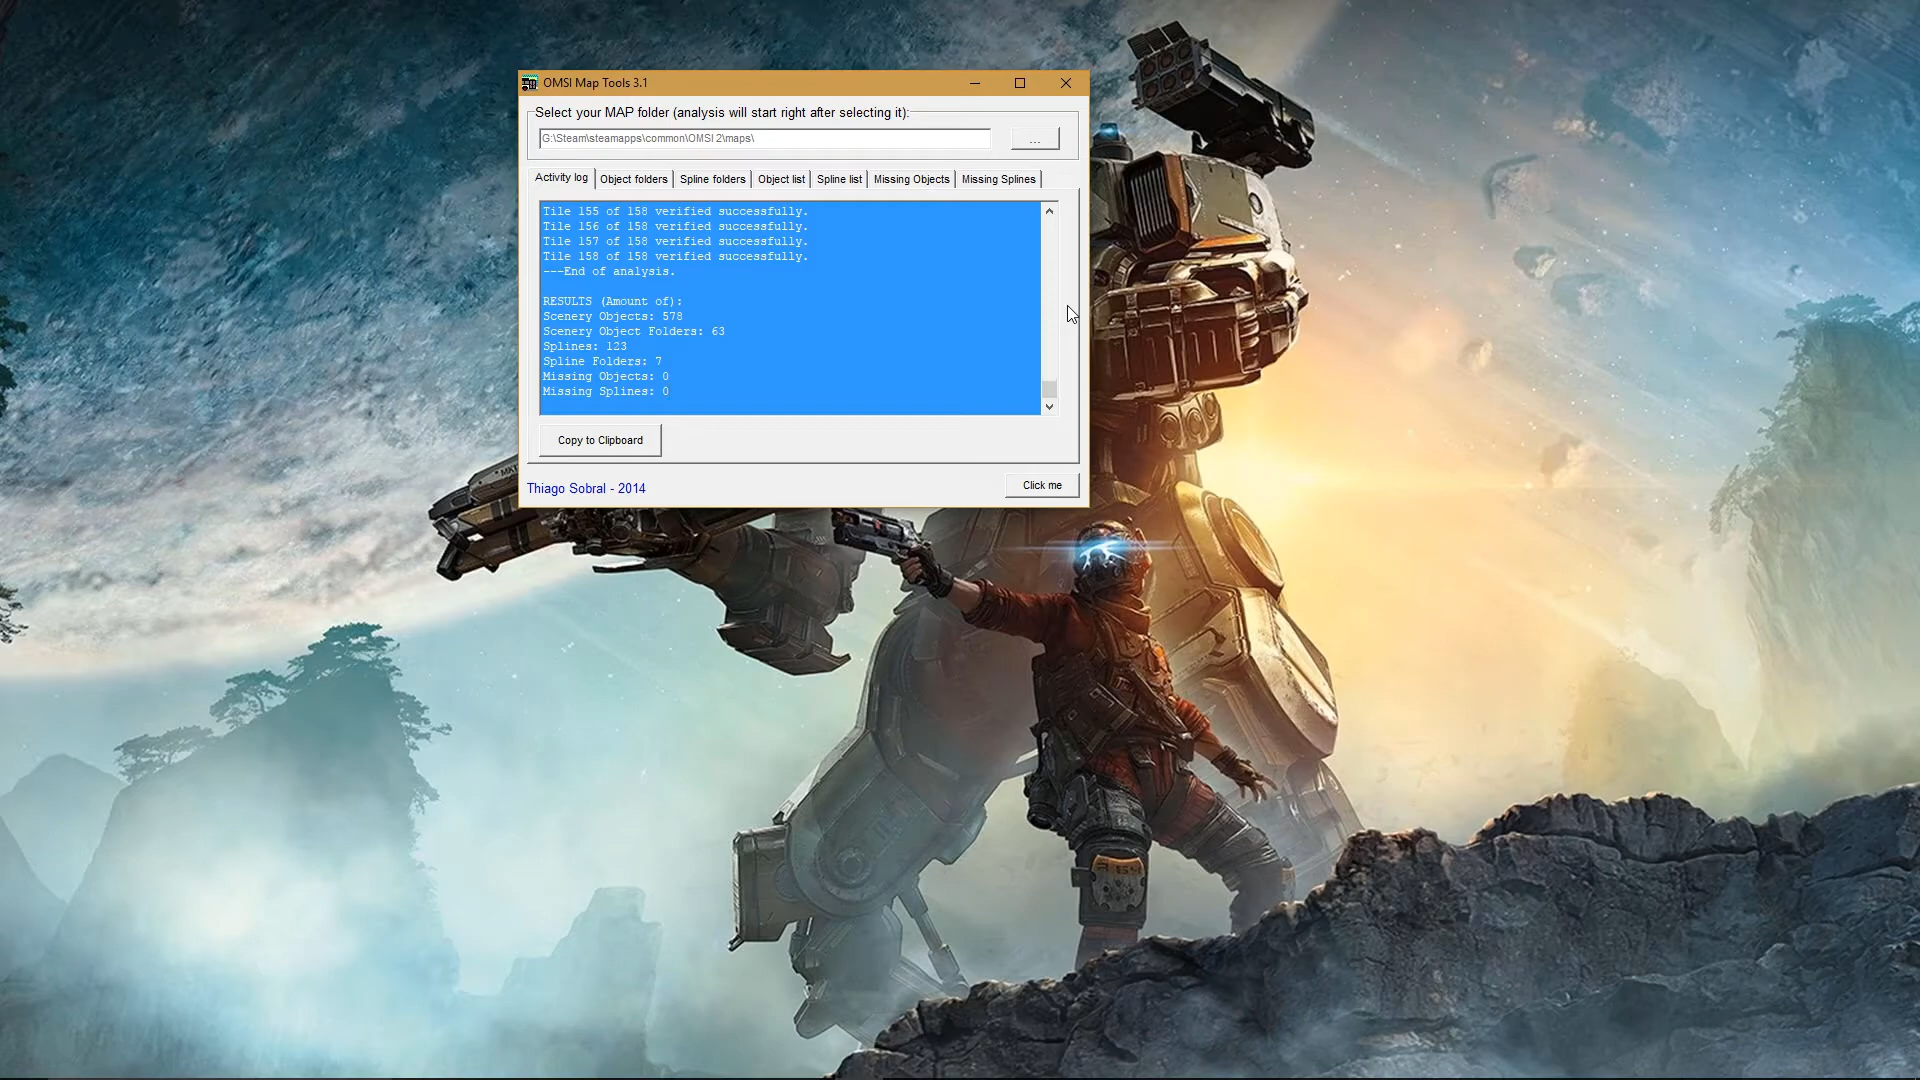 OMSI Map Tools 3.1
Select your MAP folder (analysis will start right after selecting it):
G:\Steam\steamapps\common\OMSI 2\maps\
...
Activity log
Object folders
Spline folders
Object list
Spline list
Missing Objects
Missing Splines
Tile 155 of 158 verified successfully.
Tile 156 of 158 verified successfully.
Tile 157 of 158 verified successfully.
Tile 158 of 158 verified successfully.
---End of analysis.
RESULTS (Amount of):
Scenery Objects: 578
Scenery Object Folders: 63
Splines: 123
Spline Folders: 7
Missing Objects: 0
Missing Splines: 0
Copy to Clipboard
Thiago Sobral - 2014
Click me